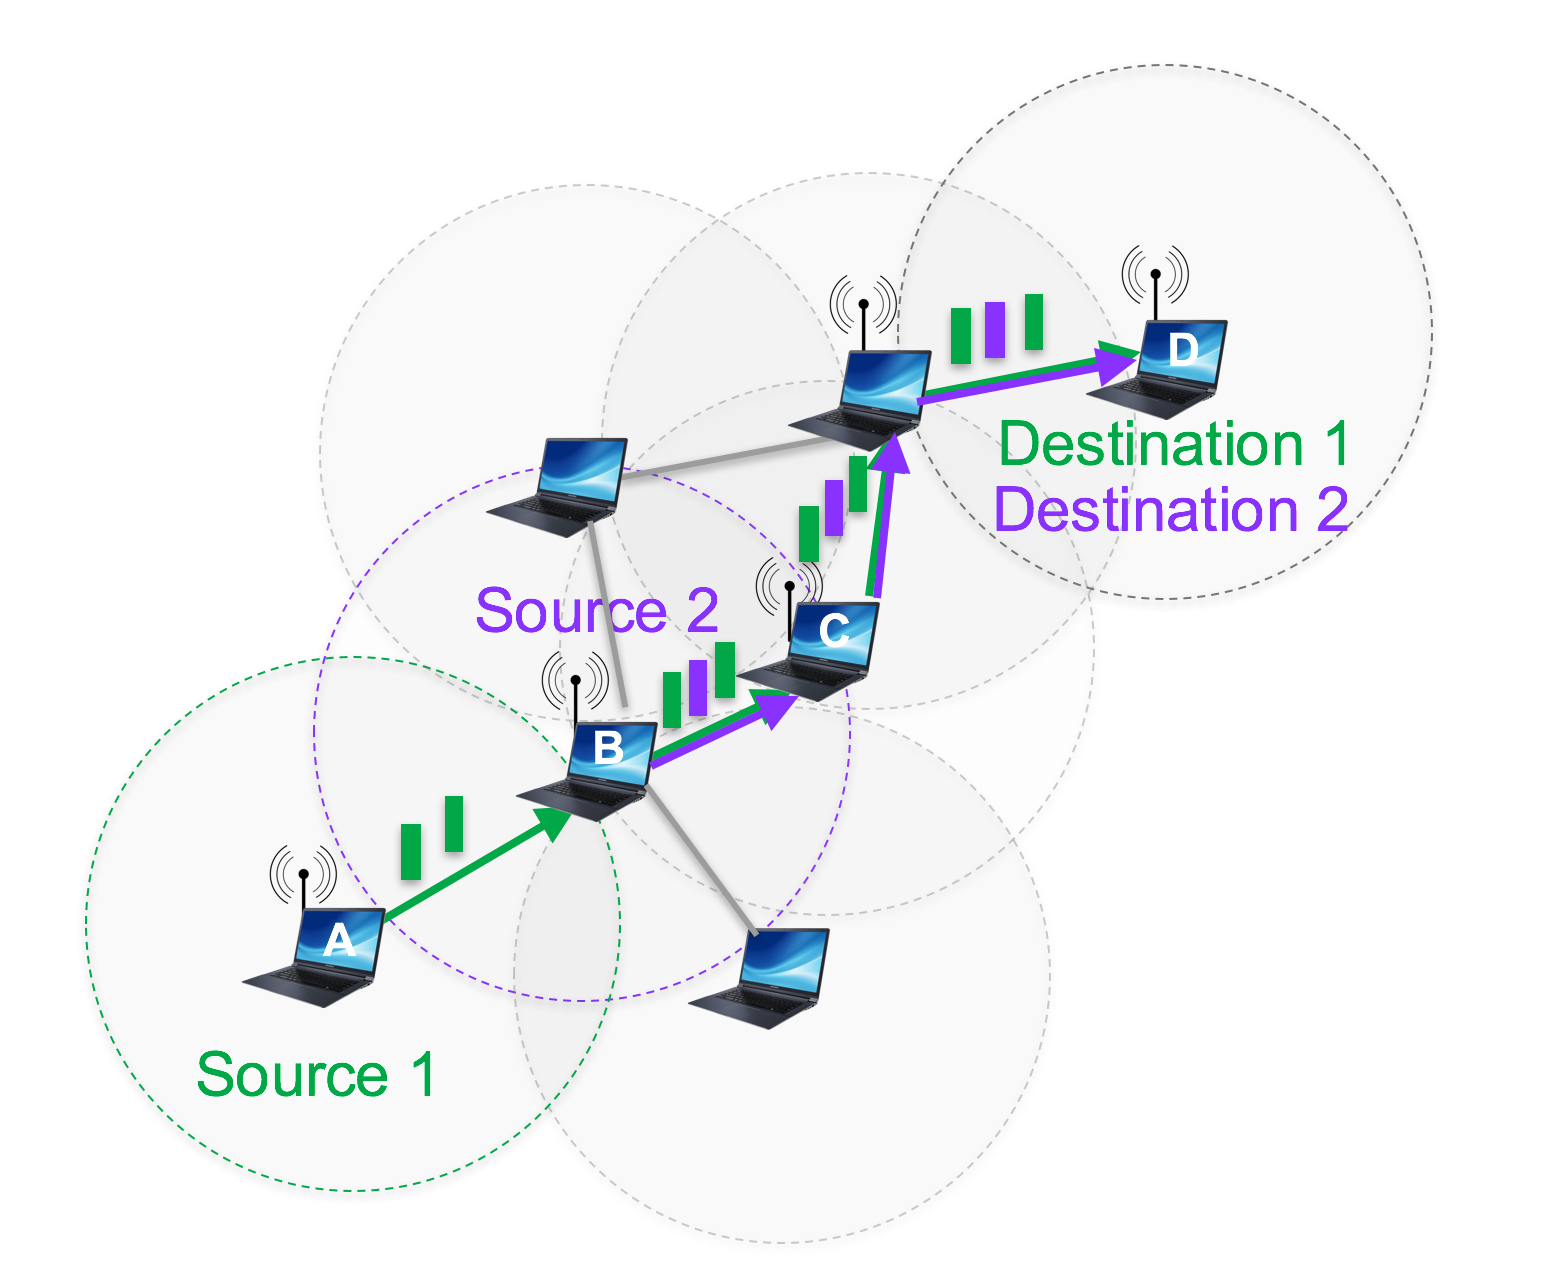 D
Destination 1
Destination 2
Source 2
C
B
A
Source 1